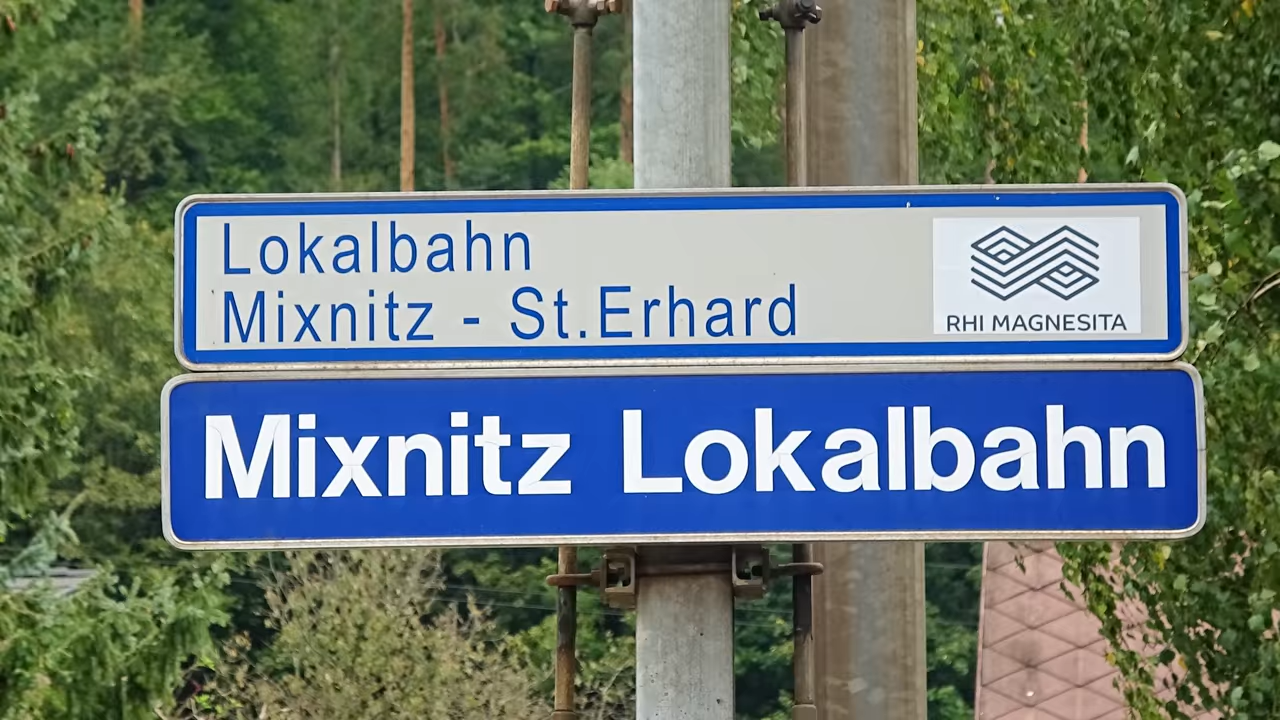 Lokalbahn
Mixnitz - St.Erhard
RHI MAGNESITA
Mixnitz Lokalbahn